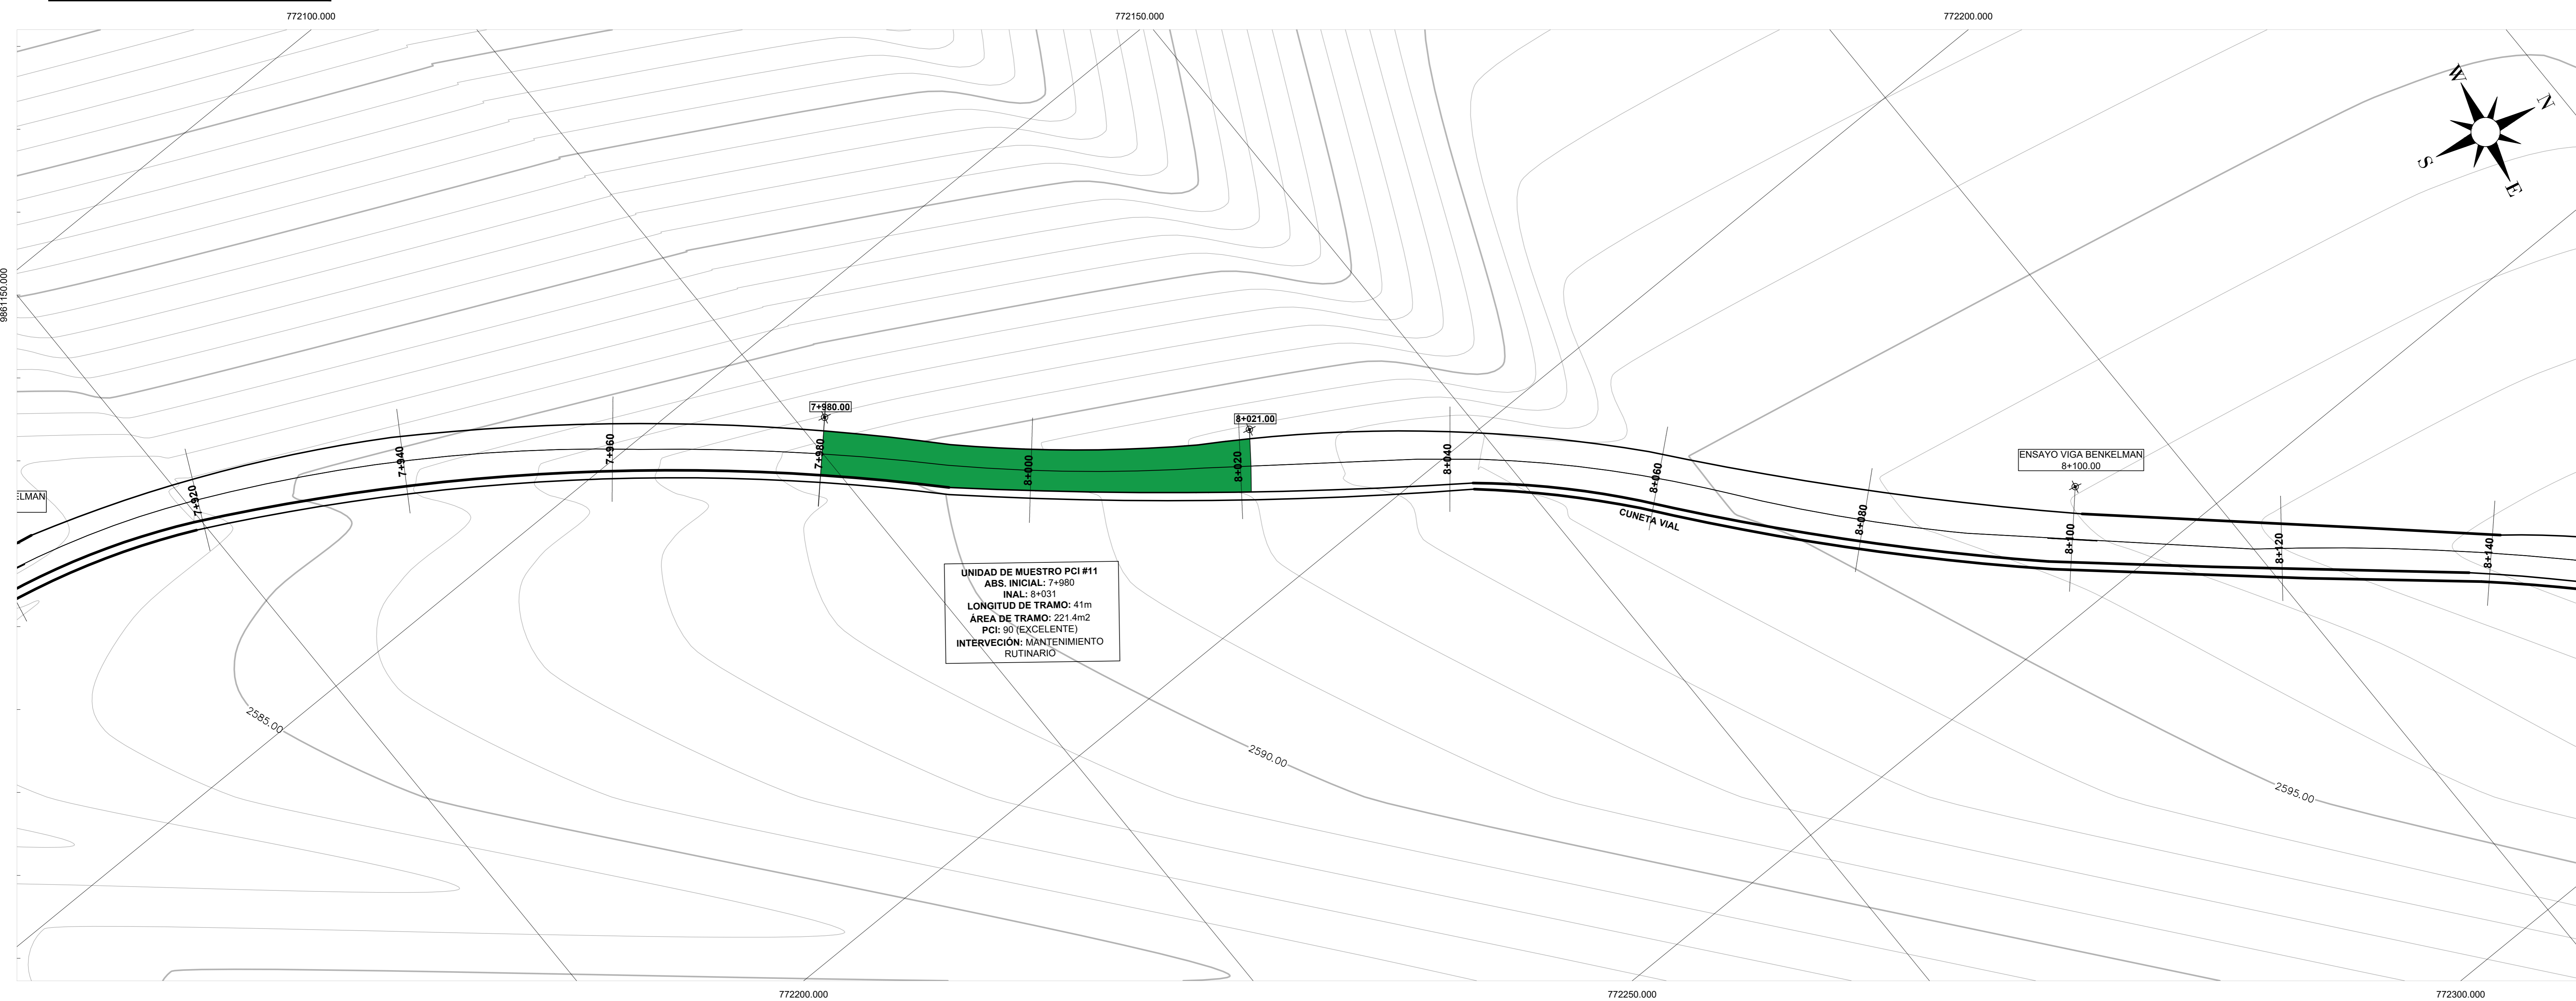 772100.000
772150.000
772200.000
W
N
S
E
9861150.000
7+980.00
8+021.00
7+920
7+940
7+960
7+980
8+000
8+020
8+040
8+060
8+080
8+100
8+120
8+140
ELMAN
ENSAYO VIGA BENKELMAN
8+100.00
CUNETA VIAL
UNIDAD DE MUESTRO PCI #11
ABS. INICIAL: 7+980
INAL: 8+031
LONGITUD DE TRAMO: 41m
ÁREA DE TRAMO: 221.4m2
PCI: 90 (EXCELENTE)
INTERVECIÓN: MANTENIMIENTO
RUTINARIO
2585.00
2590.00
2595.00
772200.000
772250.000
772300.000